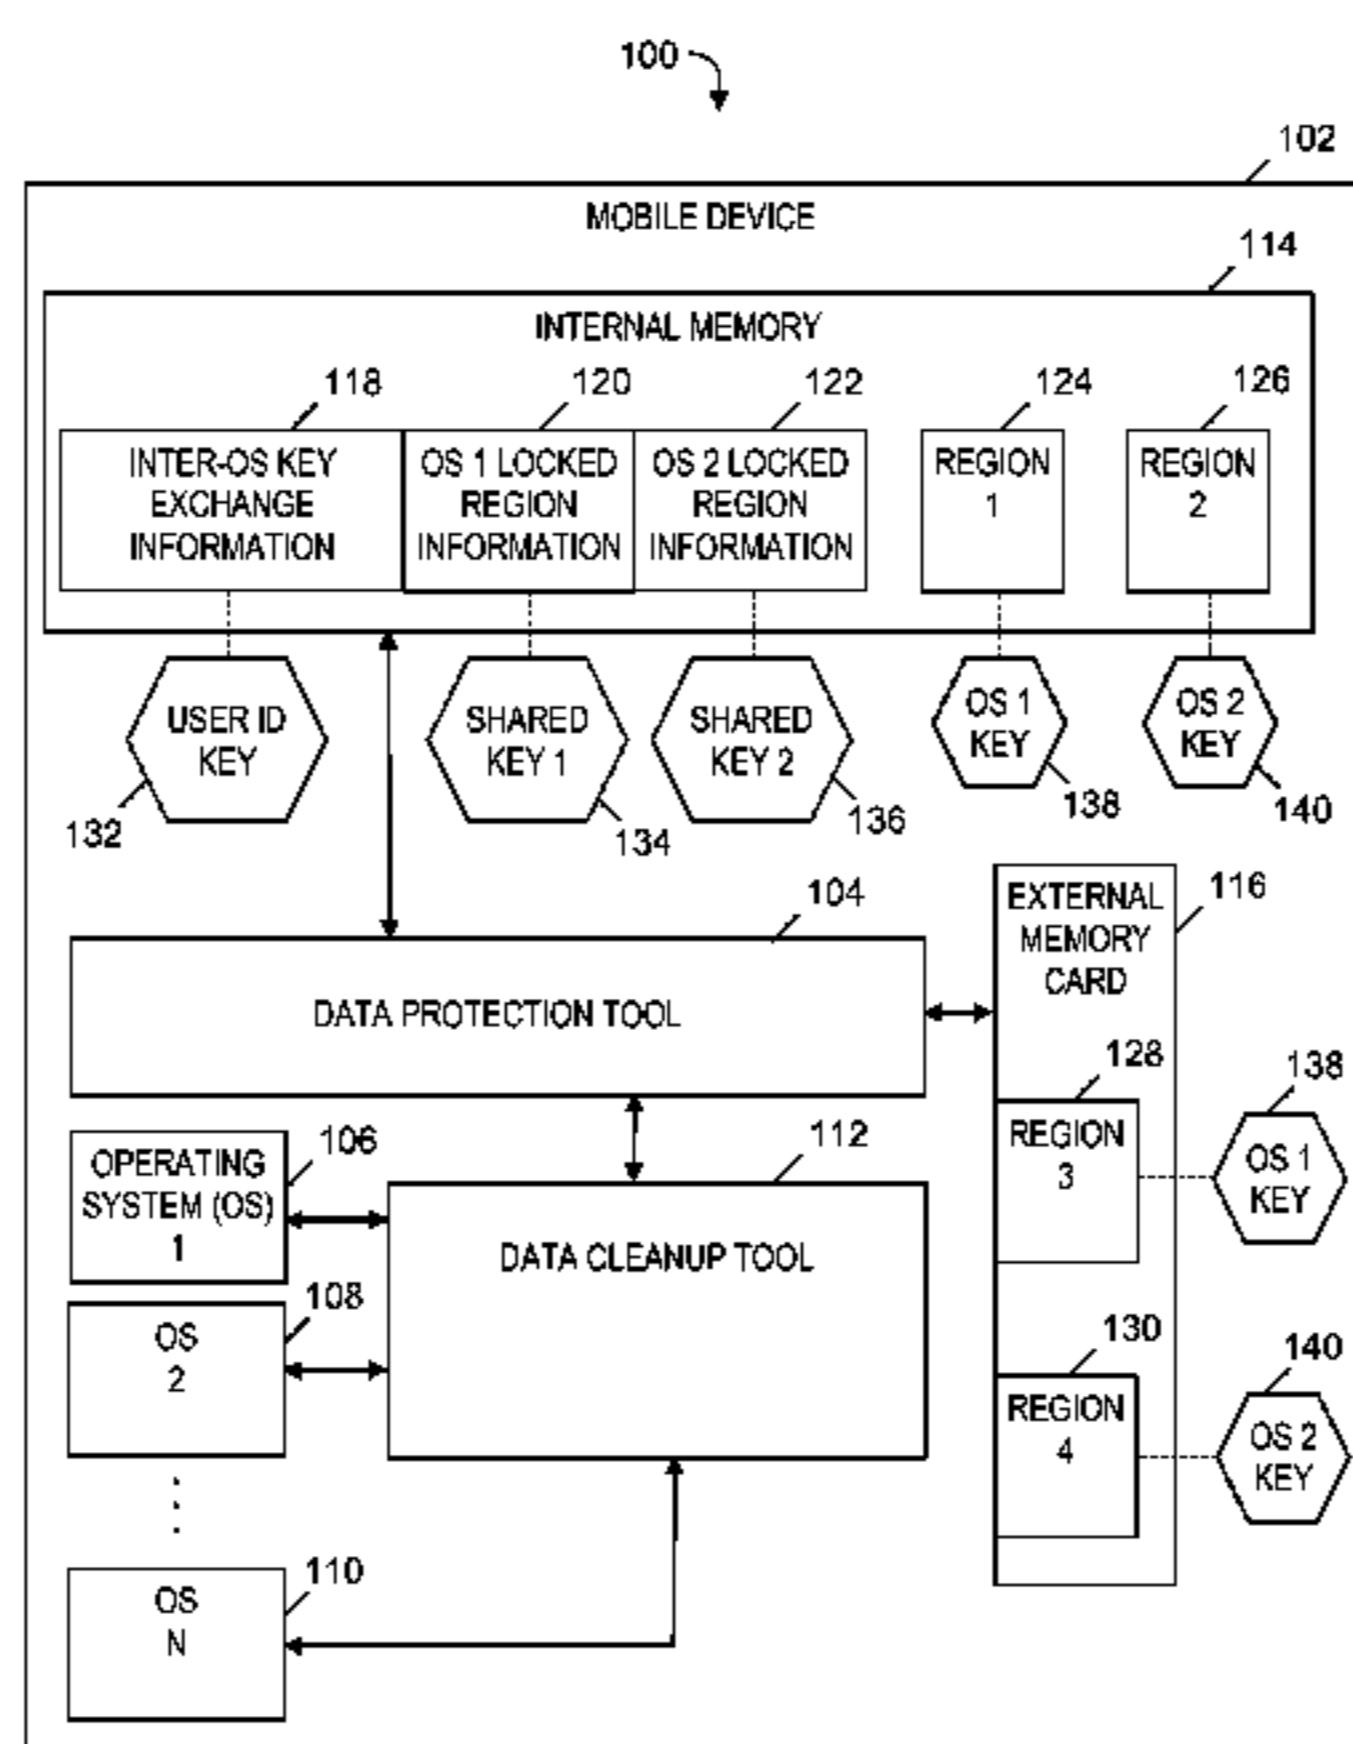 100
102
MOBILE DEVICE
114
INTERNAL MEMORY
118
120
122
124
126
INTER-OS KEY
EXCHANGE
INFORMATION
OS 1 LOCKED
REGION
INFORMATION
OS 2 LOCKED
REGION
INFORMATION
REGION
1
REGION
2
USER ID
KEY
SHARED
KEY 1
SHARED
KEY 2
OS 1
KEY
OS 2
KEY
132
134
136
138
140
104
DATA PROTECTION TOOL
EXTERNAL
MEMORY
CARD
116
128
REGION
3
138
OS 1
KEY
106
OPERATING
SYSTEM (OS)
1
112
DATA CLEANUP TOOL
108
OS
2
130
REGION
4
140
OS 2
KEY
110
OS
N